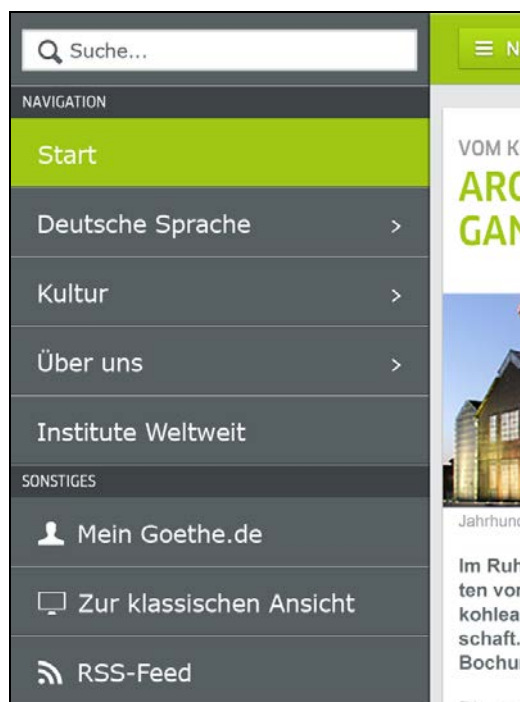 Suche...
NAVIGATION
Start
Deutsche Sprache
Kultur
Über uns
Institute Weltweit
SONSTIGES
Mein Goethe.de
Zur klassischen Ansicht
RSS-Feed
N
VOM K
ARC
GAN
Jahrhund
Im Ruh
ten vor
kohlea
schaft.
Bochu